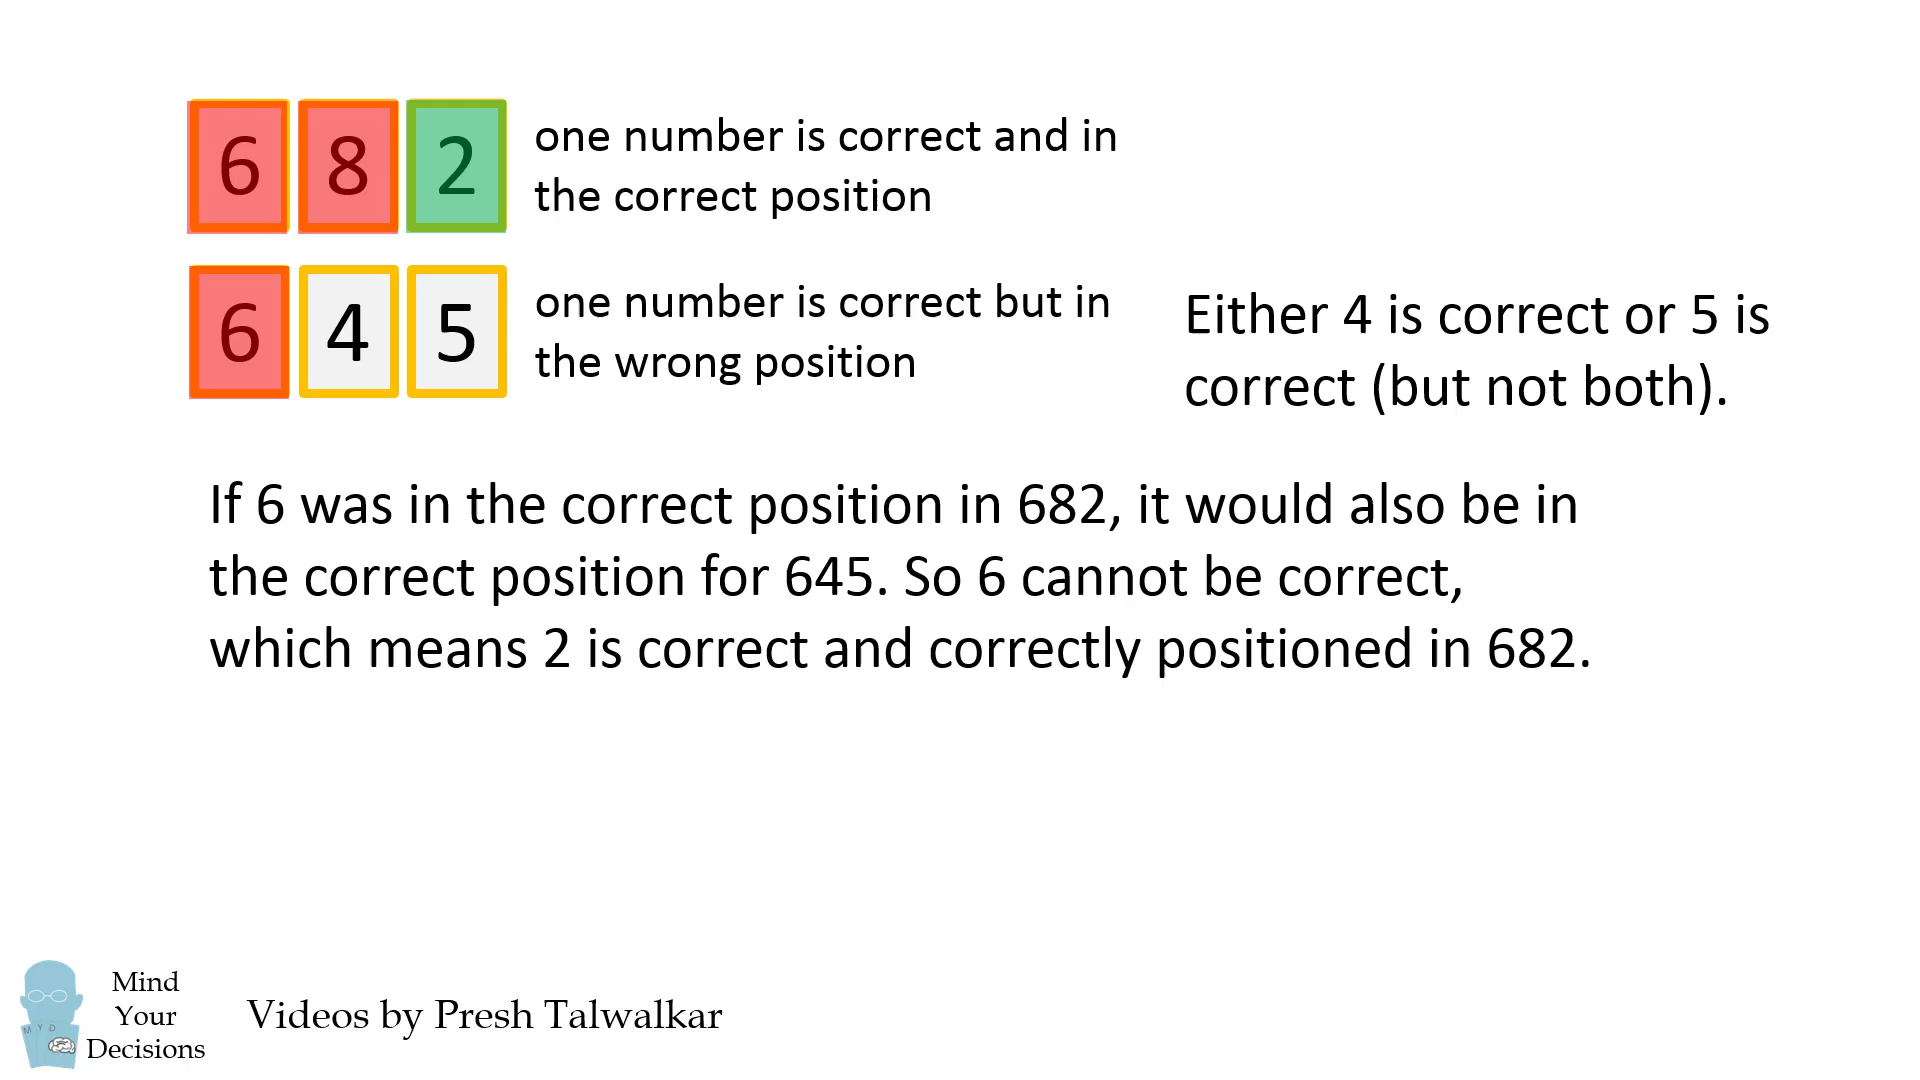 6 8 2 one number is correct and in
the correct position
6 4 5 one number is correct but in
the wrong position
Either 4 is correct or 5 is
correct (but not both).
If 6 was in the correct position in 682, it would also be in
the correct position for 645. So 6 cannot be correct,
which means 2 is correct and correctly positioned in 682.
M Y D
Mind
Your
Decisions
Videos by Presh Talwalkar